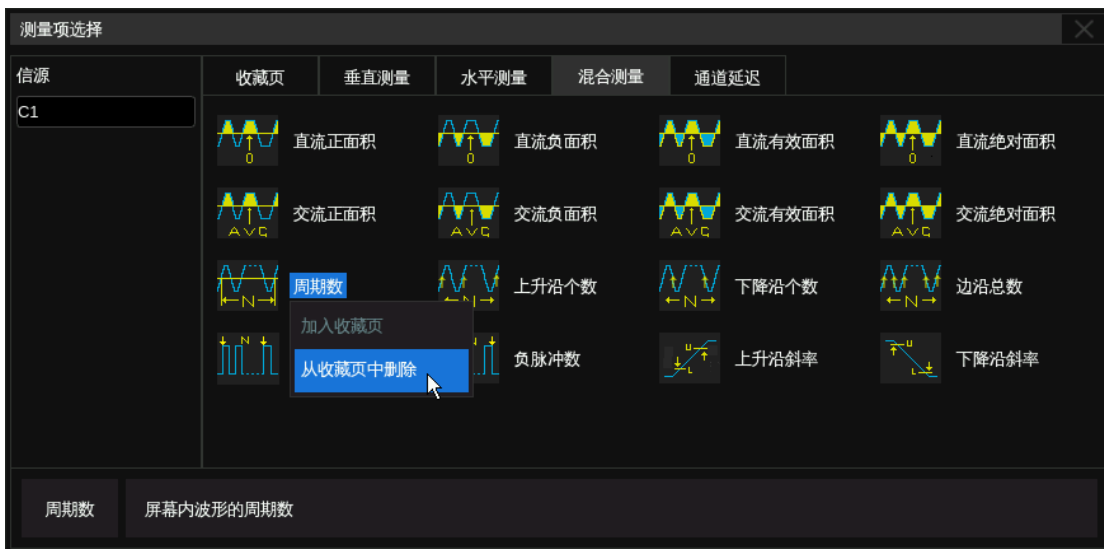 测量项选择
信源
C1
收藏页 垂直测量 水平测量 混合测量 通道延迟
直流正面积 直流负面积 直流有效面积 直流绝对面积
交流正面积 交流负面积 交流有效面积 交流绝对面积
周期数 上升沿个数 下降沿个数 边沿总数
加入收藏页
从收藏页中删除
负脉冲数 上升沿斜率 下降沿斜率
周期数 屏幕内波形的周期数